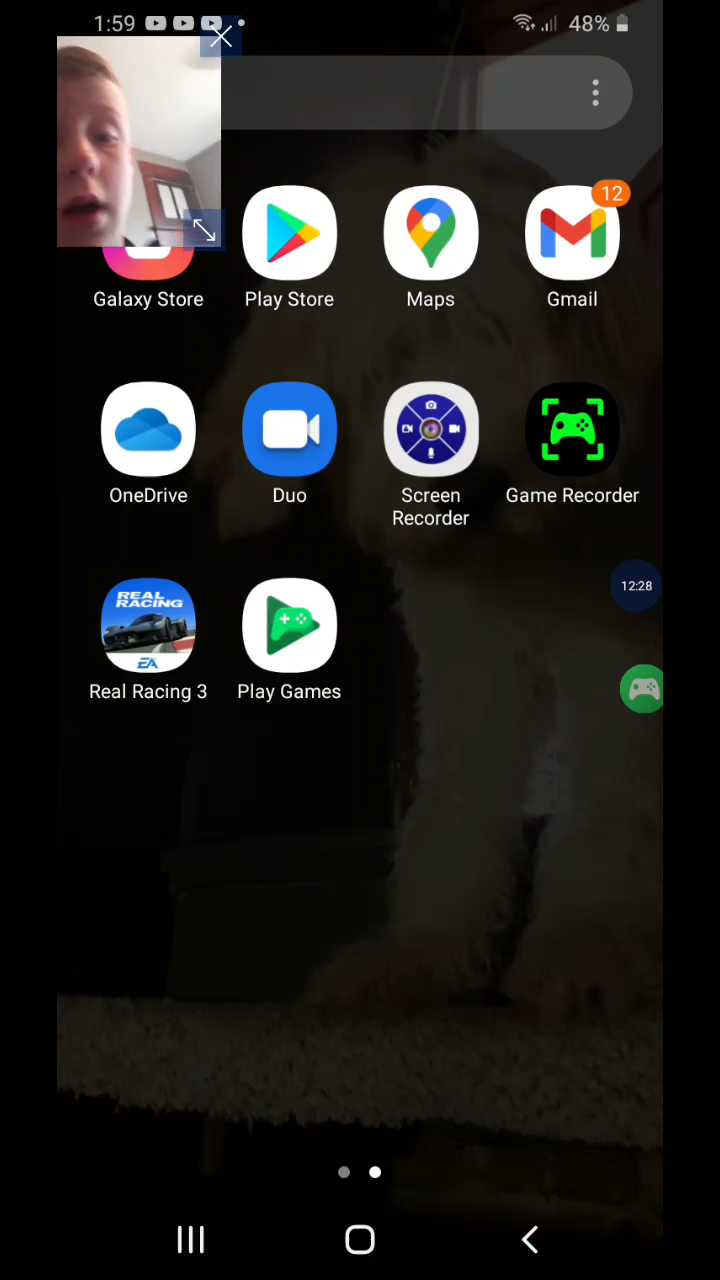 1:59
48%
12
Galaxy Store
Play Store
Maps
Gmail
OneDrive
Duo
Screen
Recorder
Game Recorder
REAL
RACING
EA
12:28
Real Racing 3
Play Games